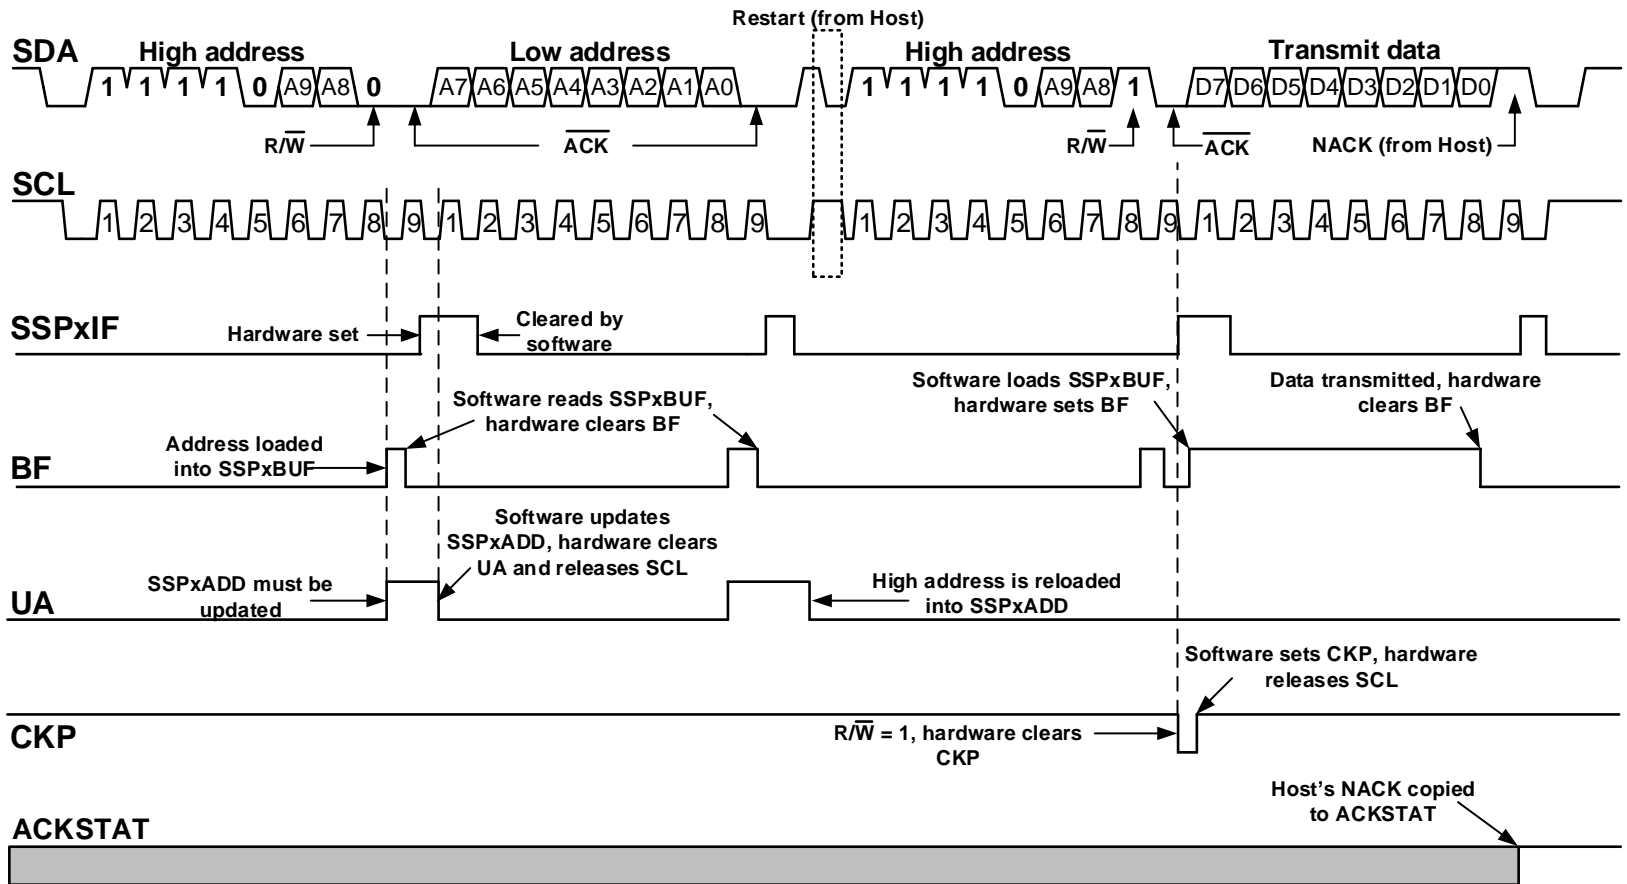 Restart (from Host)
SDA
High address
Low address
High address
Transmit data
1 1 1 1 0 A9 A8 0
A7 A6 A5 A4 A3 A2 A1 A0
1 1 1 1 0 A9 A8 1
D7 D6 D5 D4 D3 D2 D1 D0
R/W̅
A̅C̅K̅
R/W̅
A̅C̅K̅
NACK (from Host)
SCL
1 2 3 4 5 6 7 8 9 1 2 3 4 5 6 7 8 9 1 2 3 4 5 6 7 8 9 1 2 3 4 5 6 7 8 9
SSPxIF
Hardware set
Cleared by
software
Software loads SSPxBUF,
hardware sets BF
Data transmitted, hardware
clears BF
Software reads SSPxBUF,
hardware clears BF
BF
Address loaded
into SSPxBUF
Software updates
SSPxADD, hardware clears
UA and releases SCL
UA
SSPxADD must be
updated
High address is reloaded
into SSPxADD
Software sets CKP, hardware
releases SCL
CKP
R/W̅ = 1, hardware clears
CKP
Host's NACK copied
to ACKSTAT
ACKSTAT